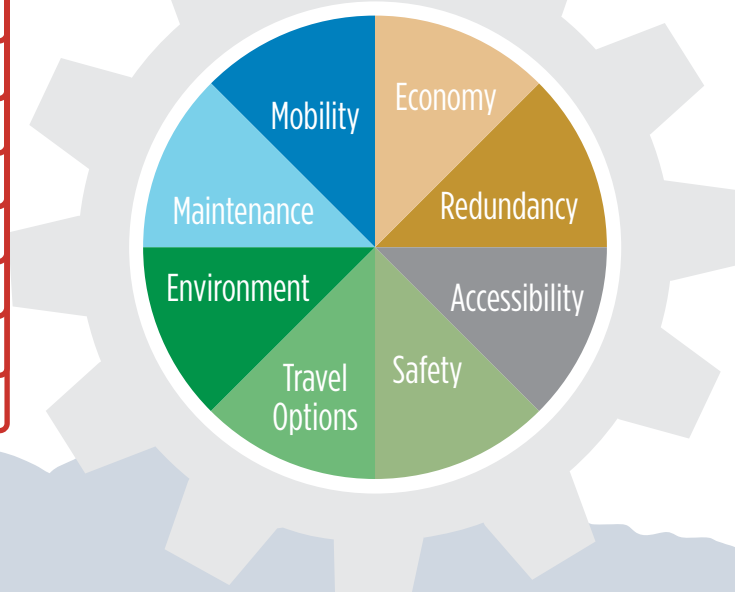 Mobility
Economy
Redundancy
Maintenance
Environment
Accessibility
Travel
Options
Safety